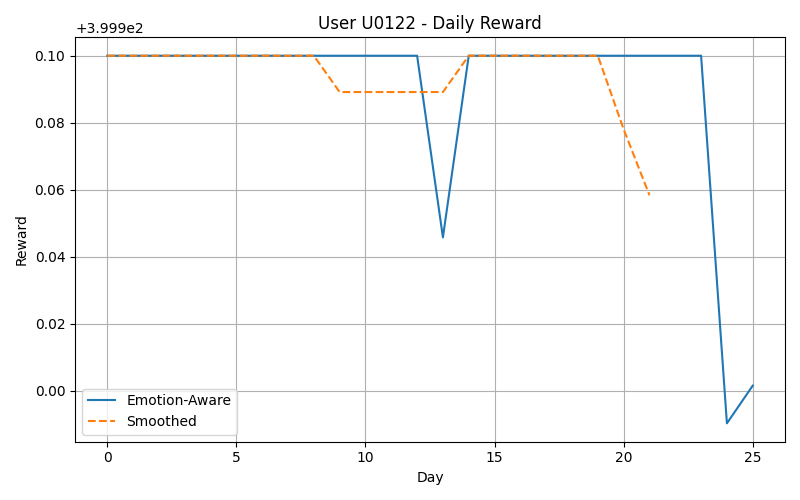 User U0122 - Daily Reward
+3.999e2
0.10
0.08
0.06
0.04
0.02
0.00
Reward
Emotion-Aware
Smoothed
0 5 10 15 20 25
Day